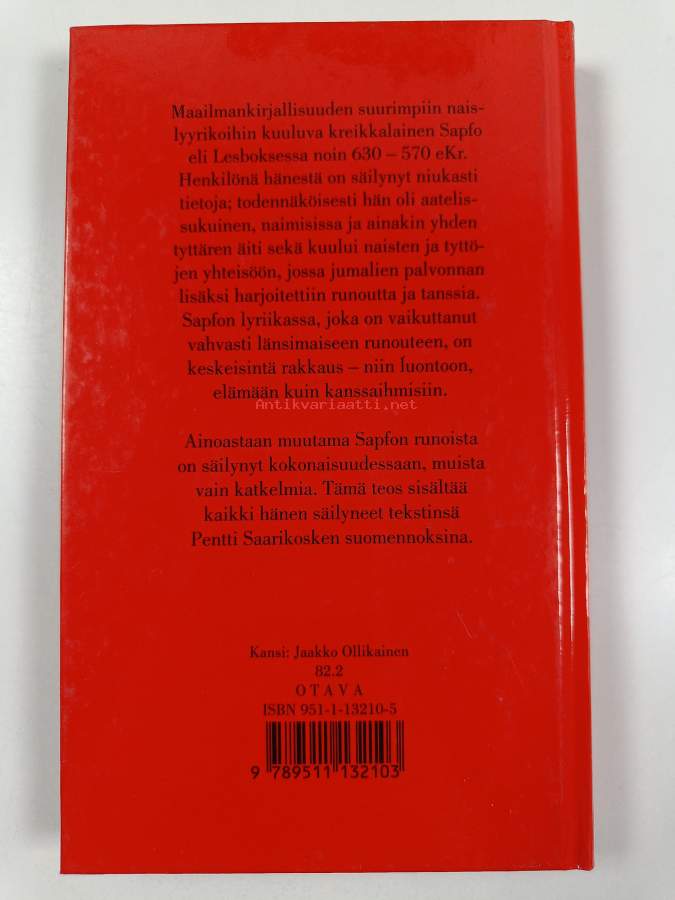 Maailmankirjallisuuden suurimpiin nais-
lyyrikoihin kuuluva kreikkalainen Sapfo
eli Lesboksessa noin 630 – 570 eKr.
Henkilönä hänestä on säilynyt niukasti
tietoja; todennäköisesti hän oli aatelis-
sukuinen, naimisissa ja ainakin yhden
tyttären äiti sekä kuului naisten ja tyttö-
jen yhteisöön, jossa jumalien palvonnan
lisäksi harjoitettiin runoutta ja tanssia.
Sapfon lyriikassa, joka on vaikuttanut
vahvasti länsimaiseen runouteen, on
keskeisintä rakkaus – niin luontoon,
elämään kuin kanssaihmisiin.
Antikvariaatti.net
Ainoastaan muutama Sapfon runoista
on säilynyt kokonaisuudessaan, muista
vain katkelmia. Tämä teos sisältää
kaikki hänen säilyneet tekstinsä
Pentti Saarikosken suomennoksina.
Kansi: Jaakko Ollikainen
82.2
OTAVA
ISBN 951-1-13210-5
9 789511 132103